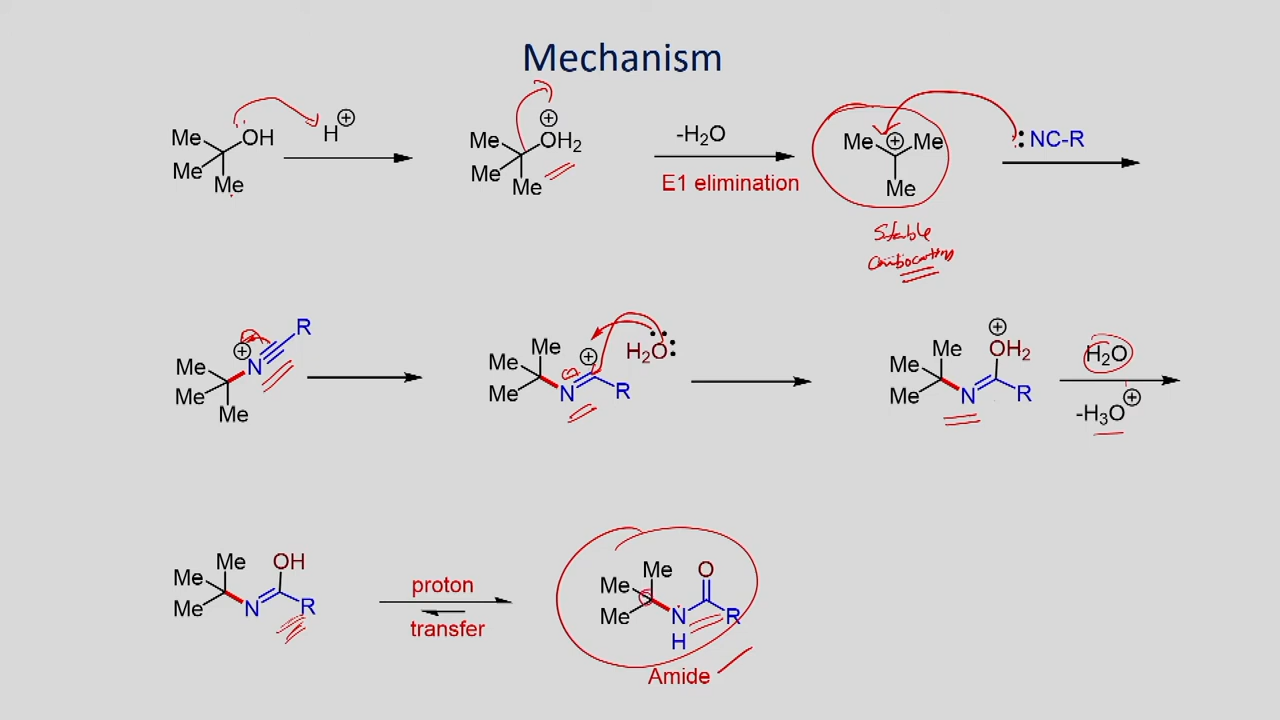 Mechanism
Me OH H⊕ Me ⊕ OH2 -H2O Me ⊕ Me :NC-R
Me Me Me Me E1 elimination Me
Stable
carbocation
⊕ N R Me Me Me ⊕ H2O: Me Me ⊕ OH2 H2O
Me Me Me N R Me N R -H3O⊕
Me Me Me OH proton Me Me O
Me N R transfer Me N R
H
Amide